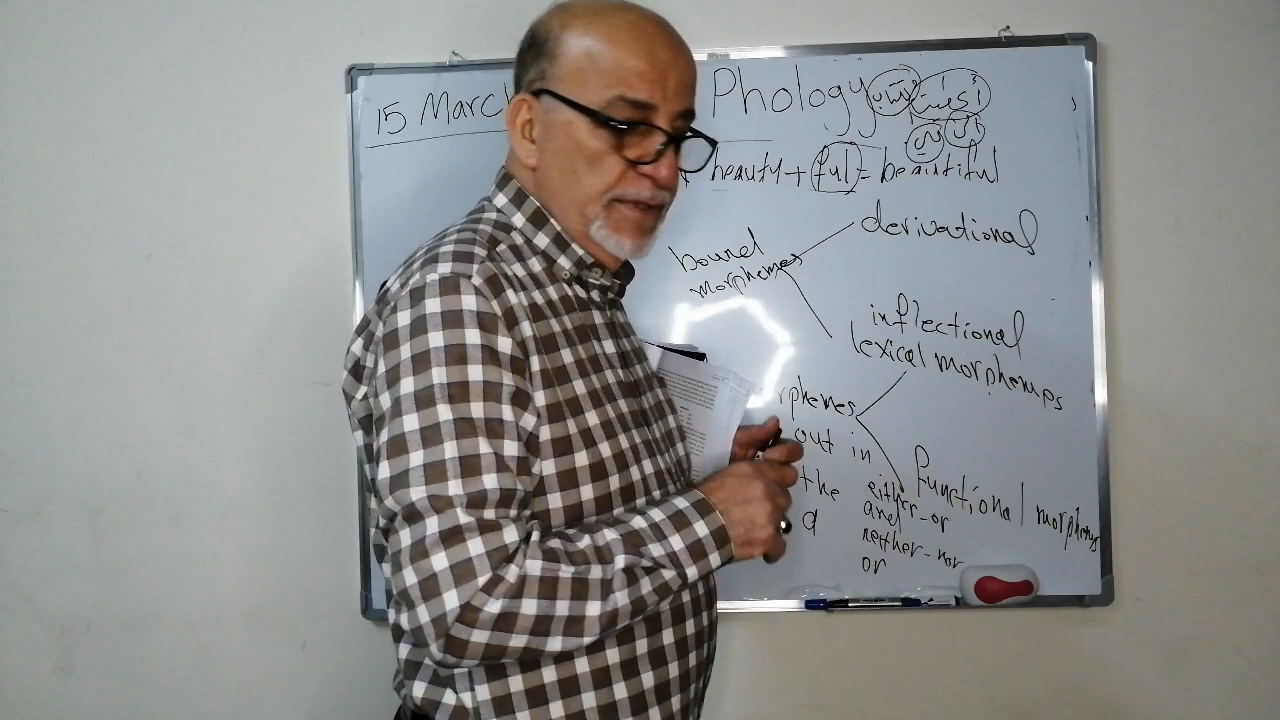 15 March Phology
beauty + ful = beautiful
derivational
bound
morphemes
inflectional
lexical morphemes
rphemes
out in
the
a
functional morphems
either-or
and
neither-nor
or